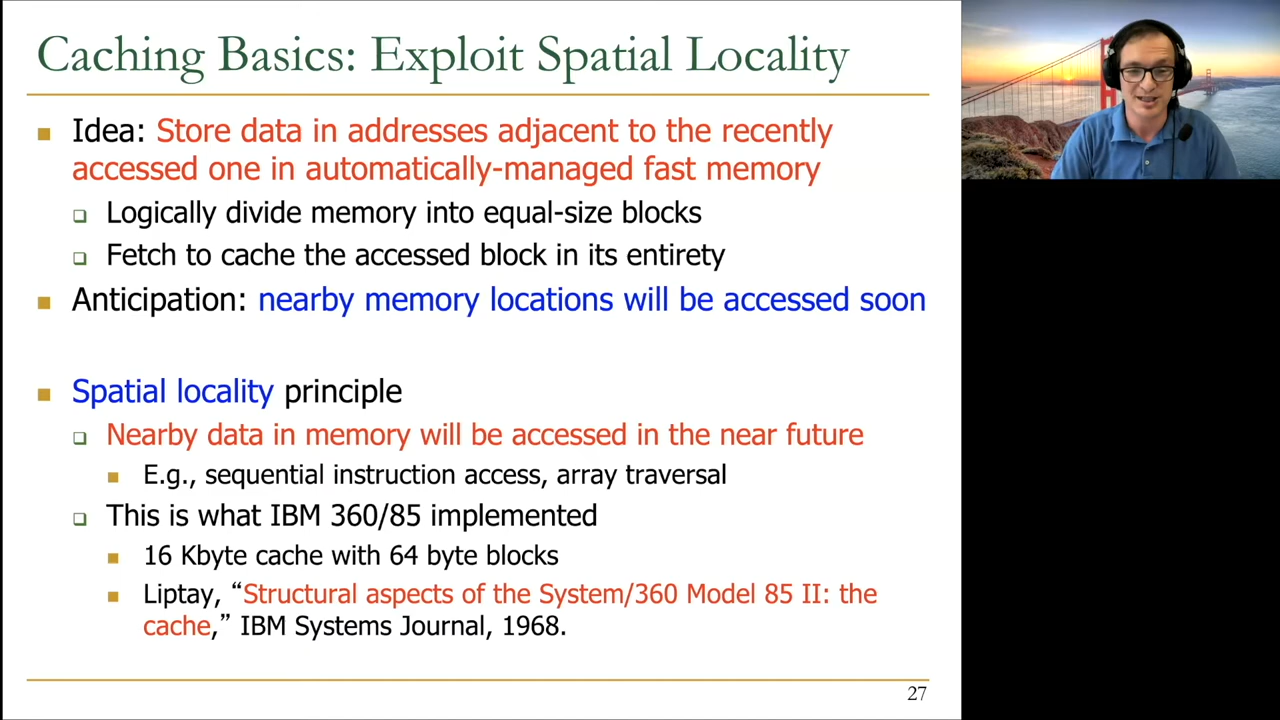 Caching Basics: Exploit Spatial Locality
Idea: Store data in addresses adjacent to the recently
accessed one in automatically-managed fast memory
Logically divide memory into equal-size blocks
Fetch to cache the accessed block in its entirety
Anticipation: nearby memory locations will be accessed soon
Spatial locality principle
Nearby data in memory will be accessed in the near future
E.g., sequential instruction access, array traversal
This is what IBM 360/85 implemented
16 Kbyte cache with 64 byte blocks
Liptay, “Structural aspects of the System/360 Model 85 II: the
cache,” IBM Systems Journal, 1968.
27